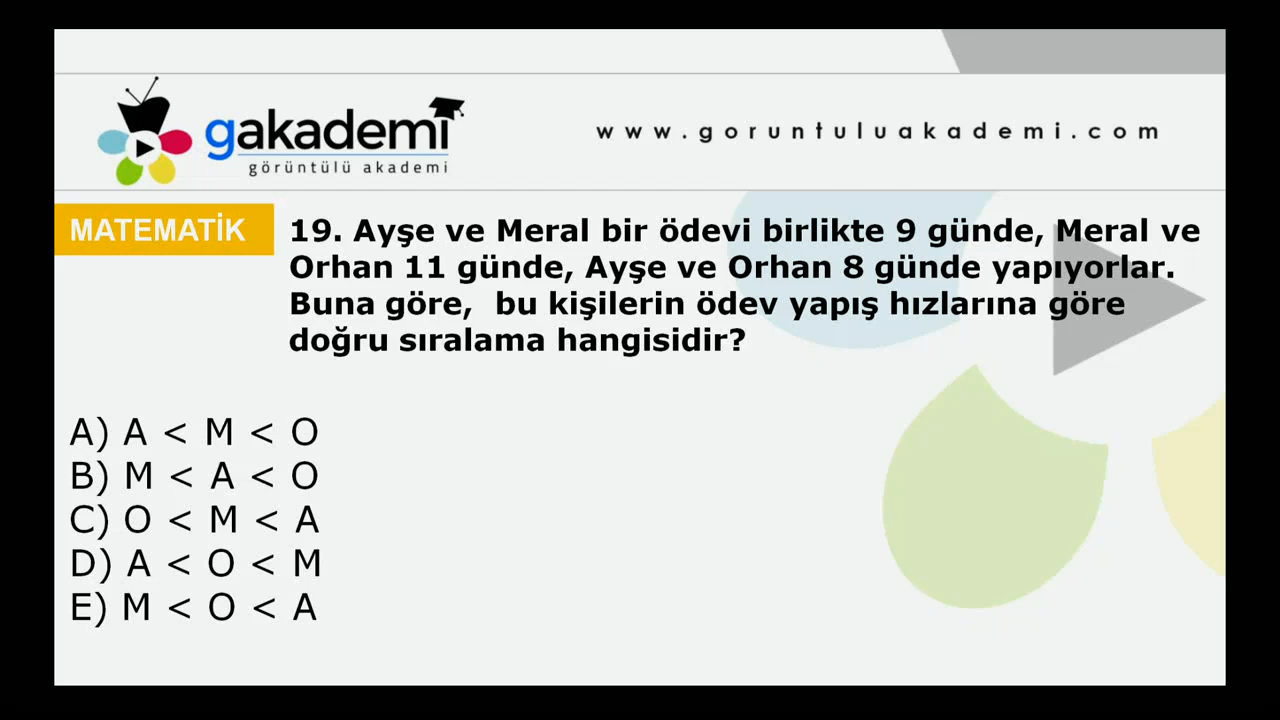 gakademi
görüntülü akademi
www.goruntuluakademi.com
MATEMATİK
19. Ayşe ve Meral bir ödevi birlikte 9 günde, Meral ve
Orhan 11 günde, Ayşe ve Orhan 8 günde yapıyorlar.
Buna göre, bu kişilerin ödev yapış hızlarına göre
doğru sıralama hangisidir?
A) A < M < O
B) M < A < O
C) O < M < A
D) A < O < M
E) M < O < A